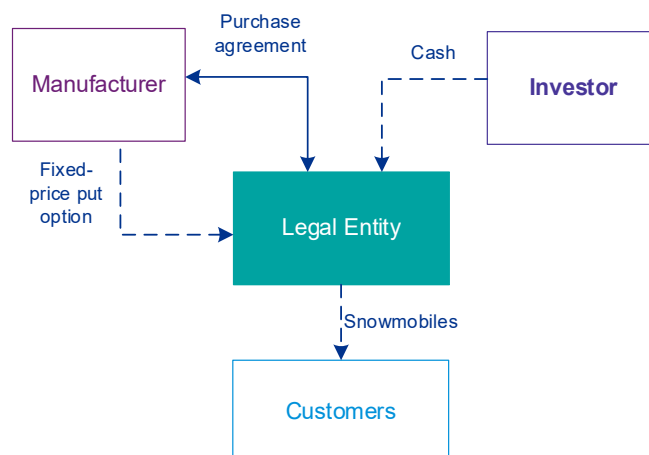 Purchase
agreement
Manufacturer
Cash
Investor
Fixed-
price put
option
Legal Entity
Snowmobiles
Customers